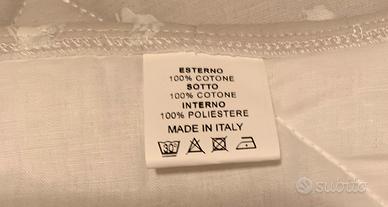 ESTERNO
100% COTONE
SOTTO
100% COTONE
INTERNO
100% POLIESTERE
MADE IN ITALY
30°
subito